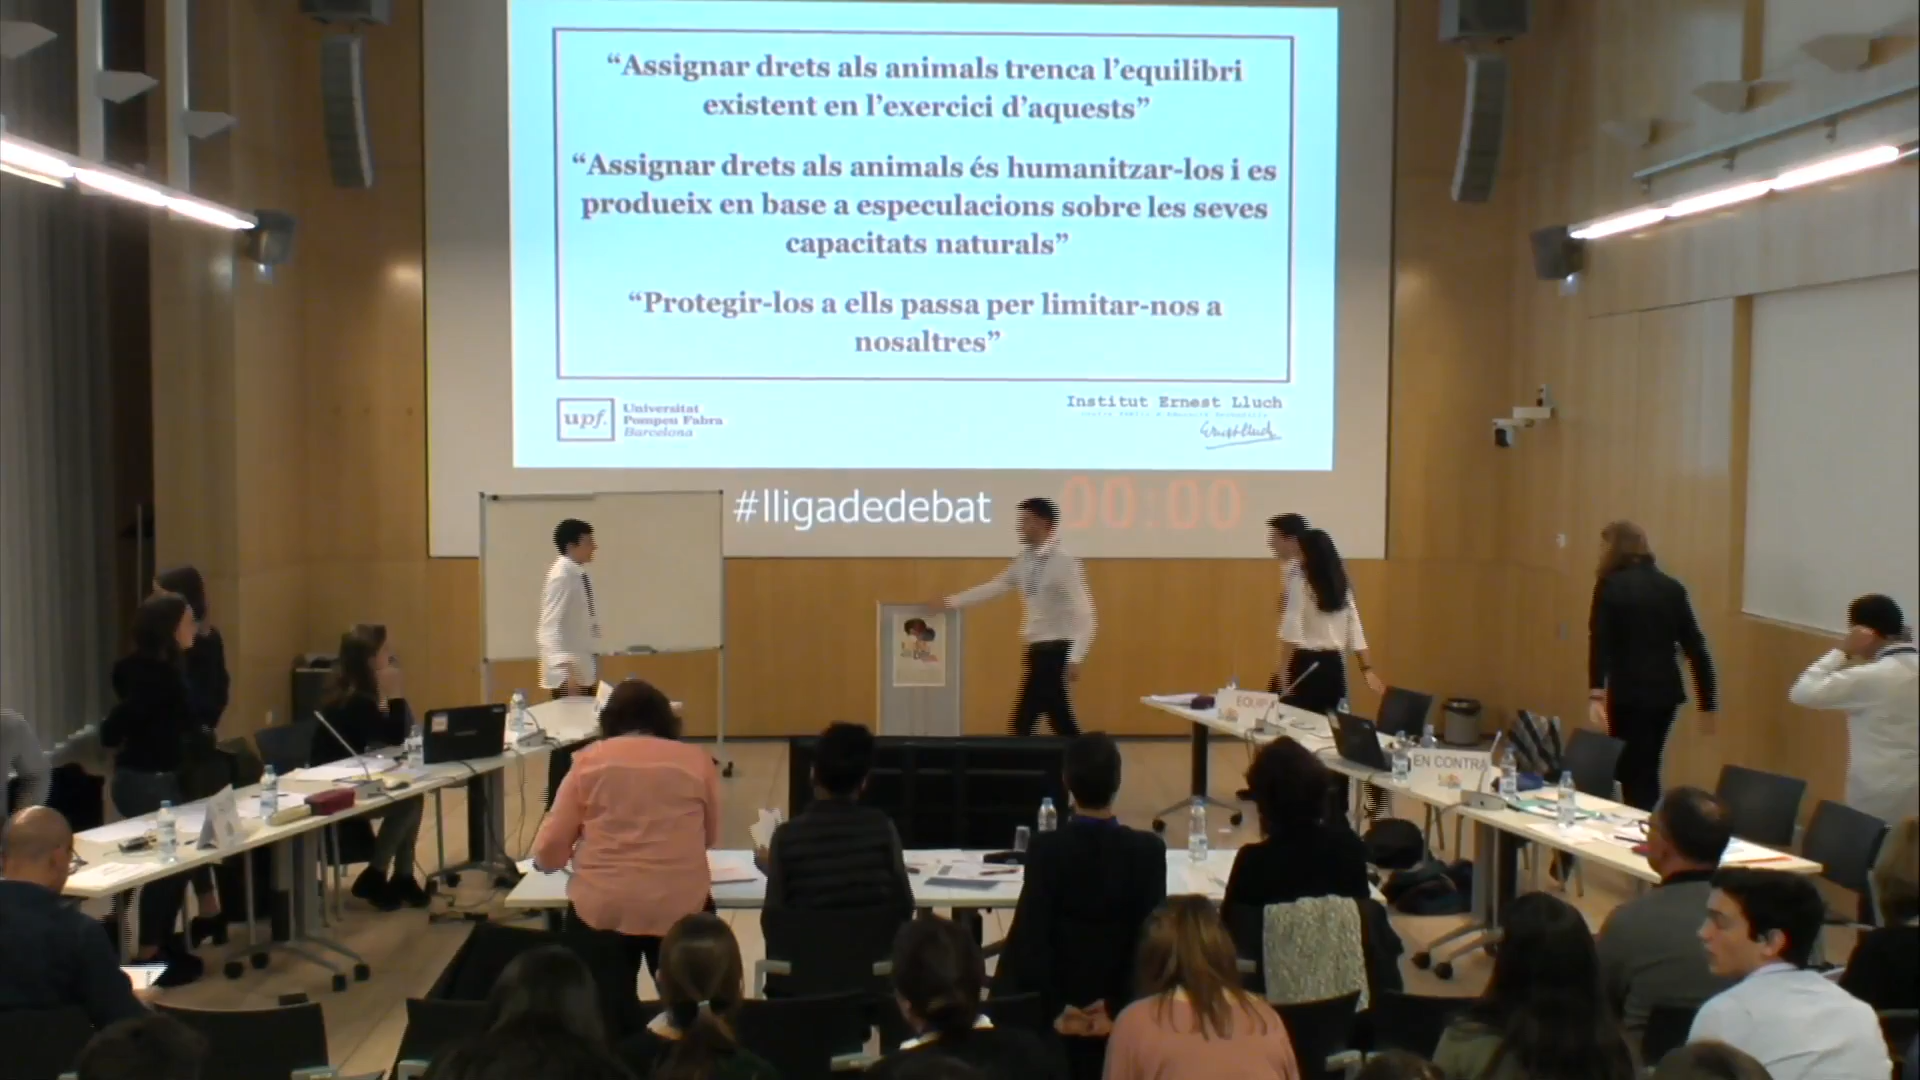 “Assignar drets als animals trenca l’equilibri
existent en l’exercici d’aquests”
“Assignar drets als animals és humanitzar-los i es
produeix en base a especulacions sobre les seves
capacitats naturals”
“Protegir-los a ells passa per limitar-nos a
nosaltres”
upf.
Universitat
Pompeu Fabra
Barcelona
Institut Ernest Lluch
#lligadedebat
00:00
EQUIP
EN CONTRA